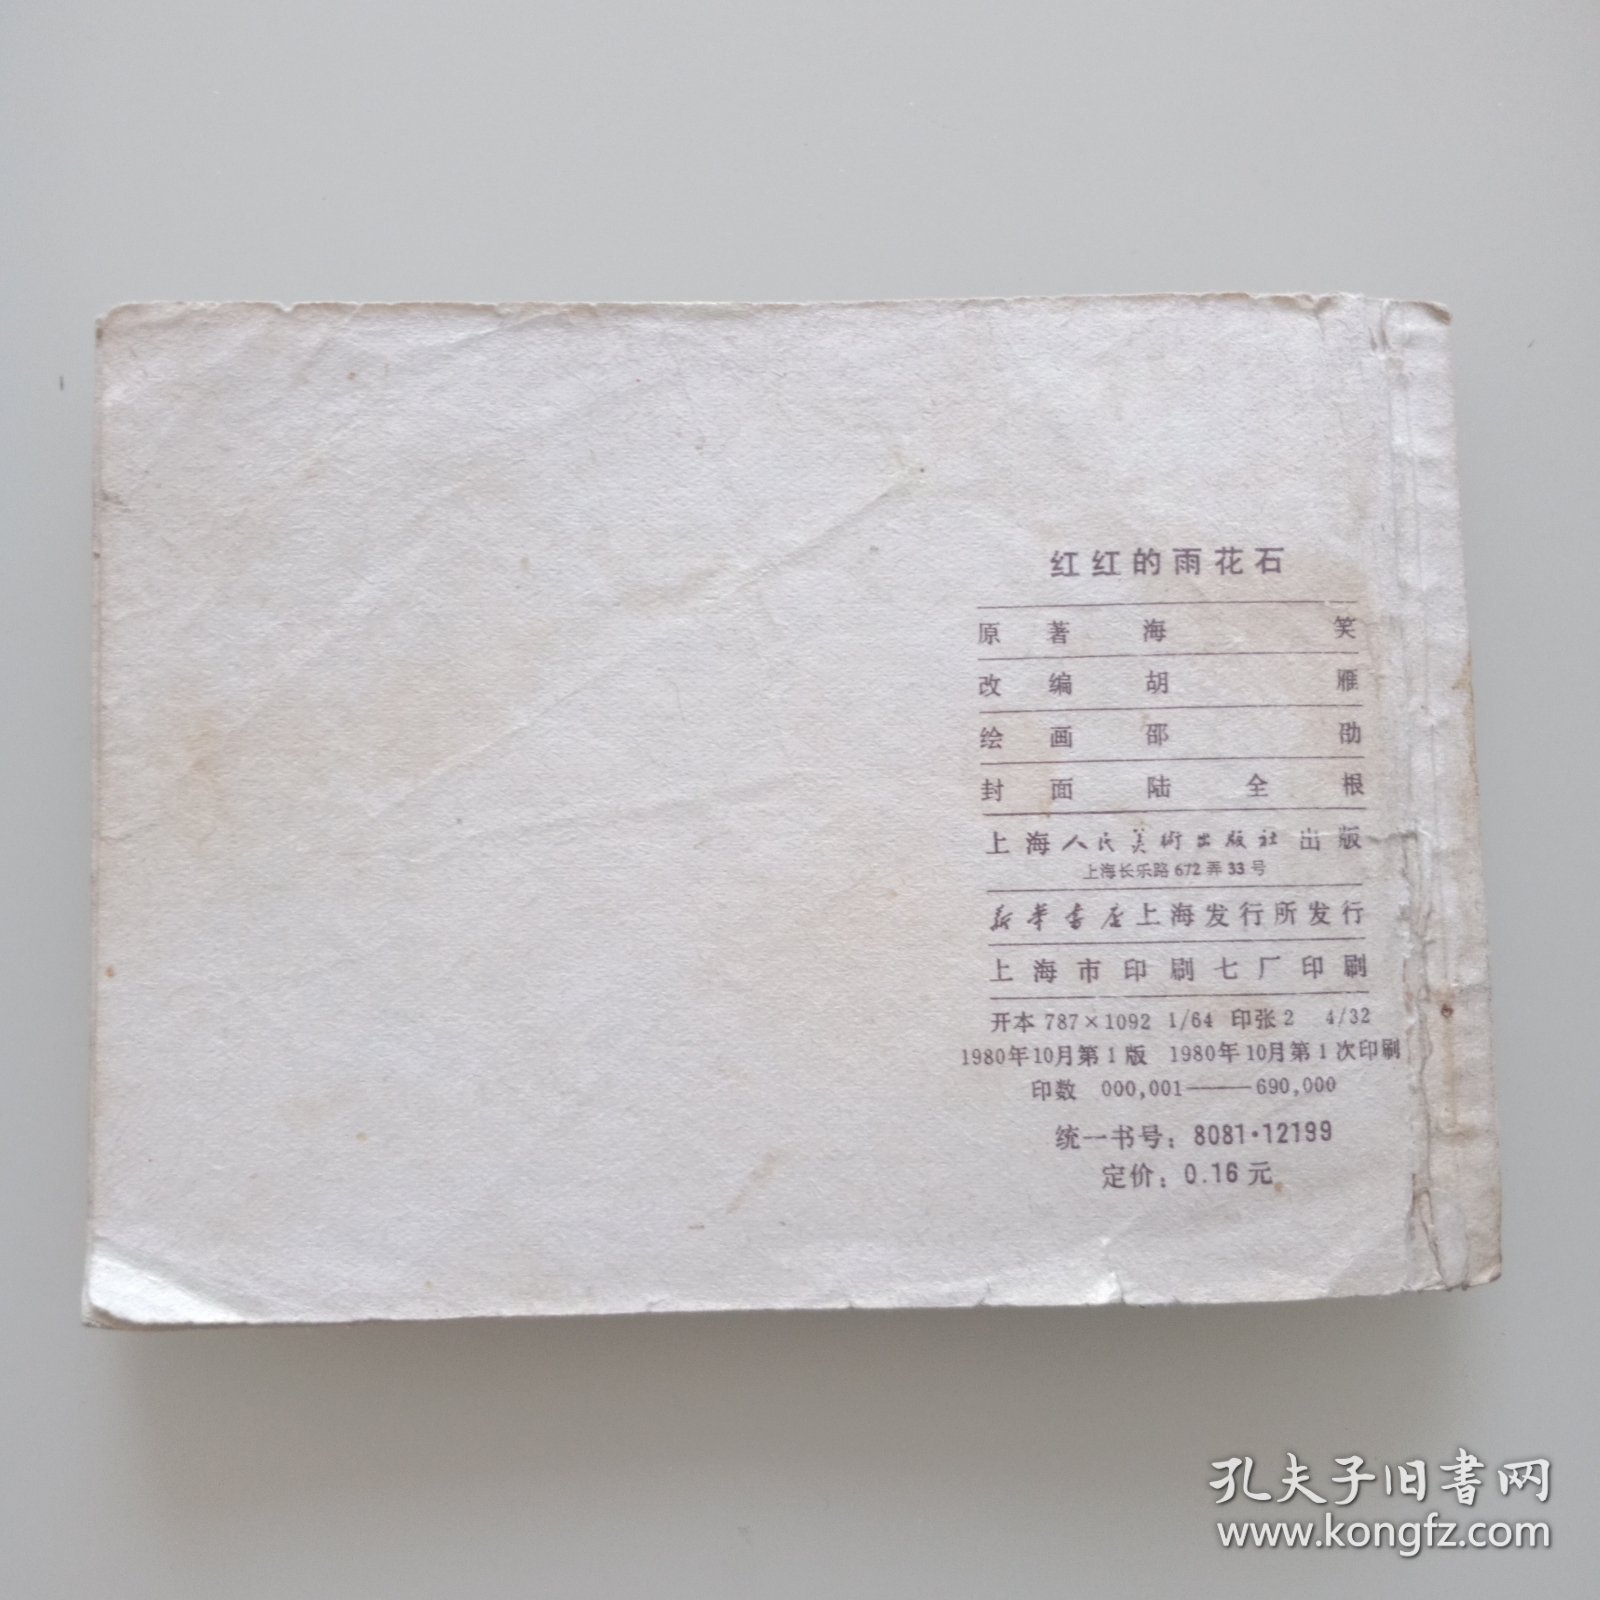 红红的雨花石
原著 海笑
改编 胡雁
绘画 邵劭
封面 陆全根
上海人民美術出版社出版
上海长乐路672弄33号
新华书店上海发行所发行
上海市印刷七厂印刷
开本 787×1092 1/64 印张2 4/32
1980年10月第1版 1980年10月第1次印刷
印数 000,001——690,000
统一书号：8081·12199
定价：0.16元
孔夫子旧書网
www.kongfz.com